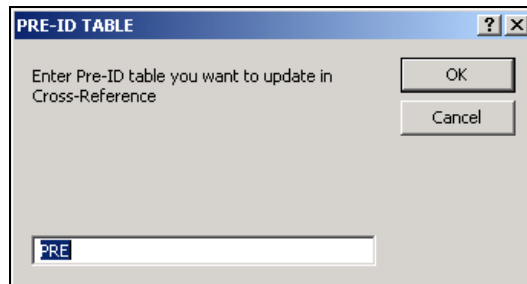 PRE-ID TABLE
Enter Pre-ID table you want to update in
Cross-Reference
OK
Cancel
PRE